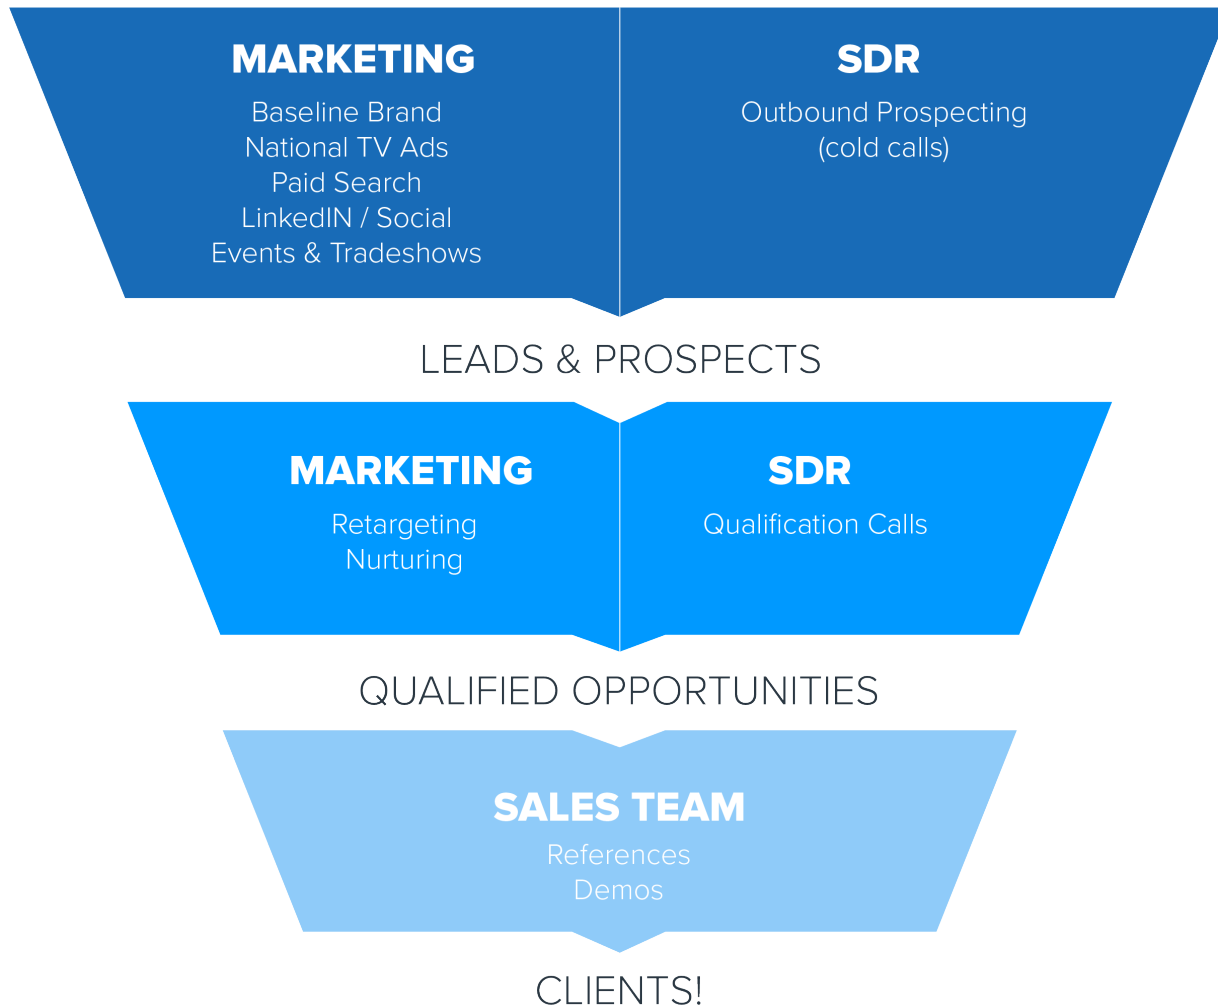 MARKETING
Baseline Brand
National TV Ads
Paid Search
LinkedIN / Social
Events & Tradeshows
SDR
Outbound Prospecting
(cold calls)
LEADS & PROSPECTS
MARKETING
Retargeting
Nurturing
SDR
Qualification Calls
QUALIFIED OPPORTUNITIES
SALES TEAM
References
Demos
CLIENTS!